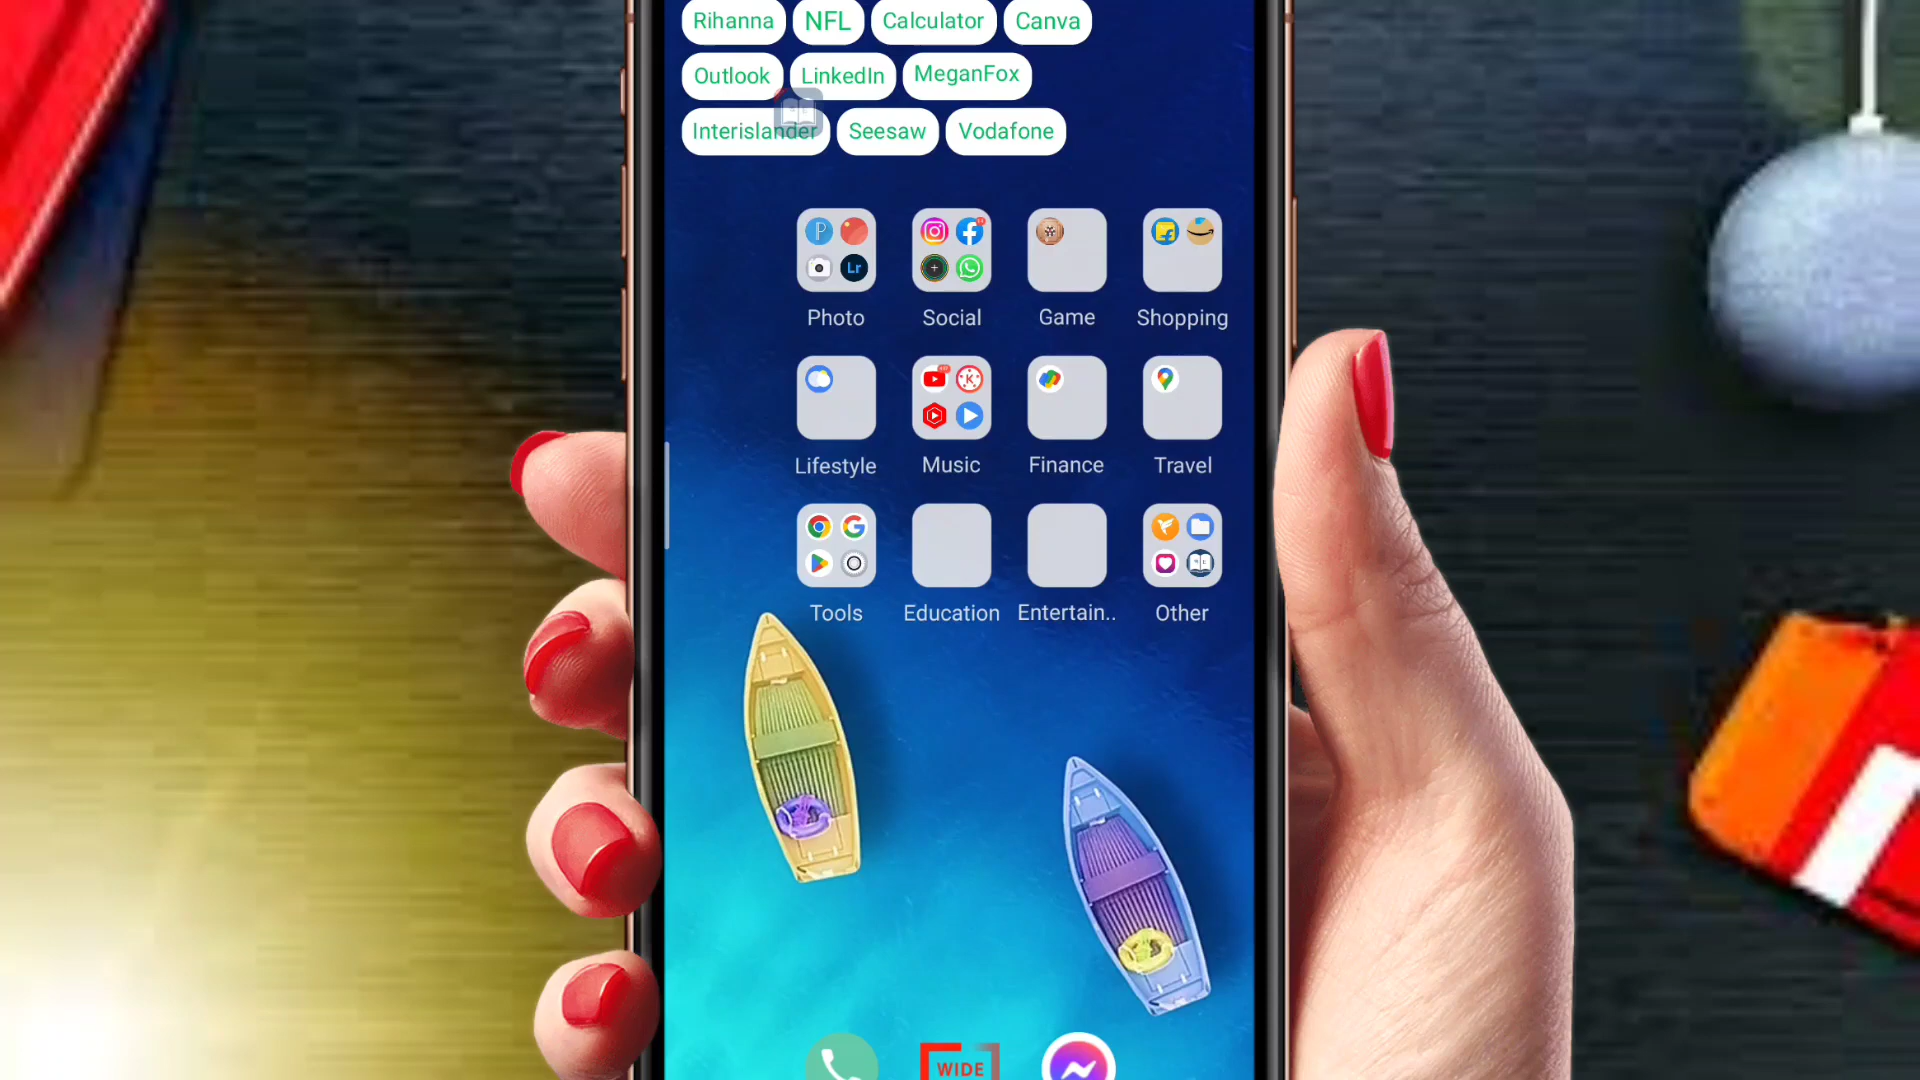 Rihanna NFL Calculator Canva
Outlook LinkedIn MeganFox
Interislander Seesaw Vodafone
P Lr
Photo Social Game Shopping
K
Lifestyle Music Finance Travel
G
Tools Education Entertain.. Other
WIDE